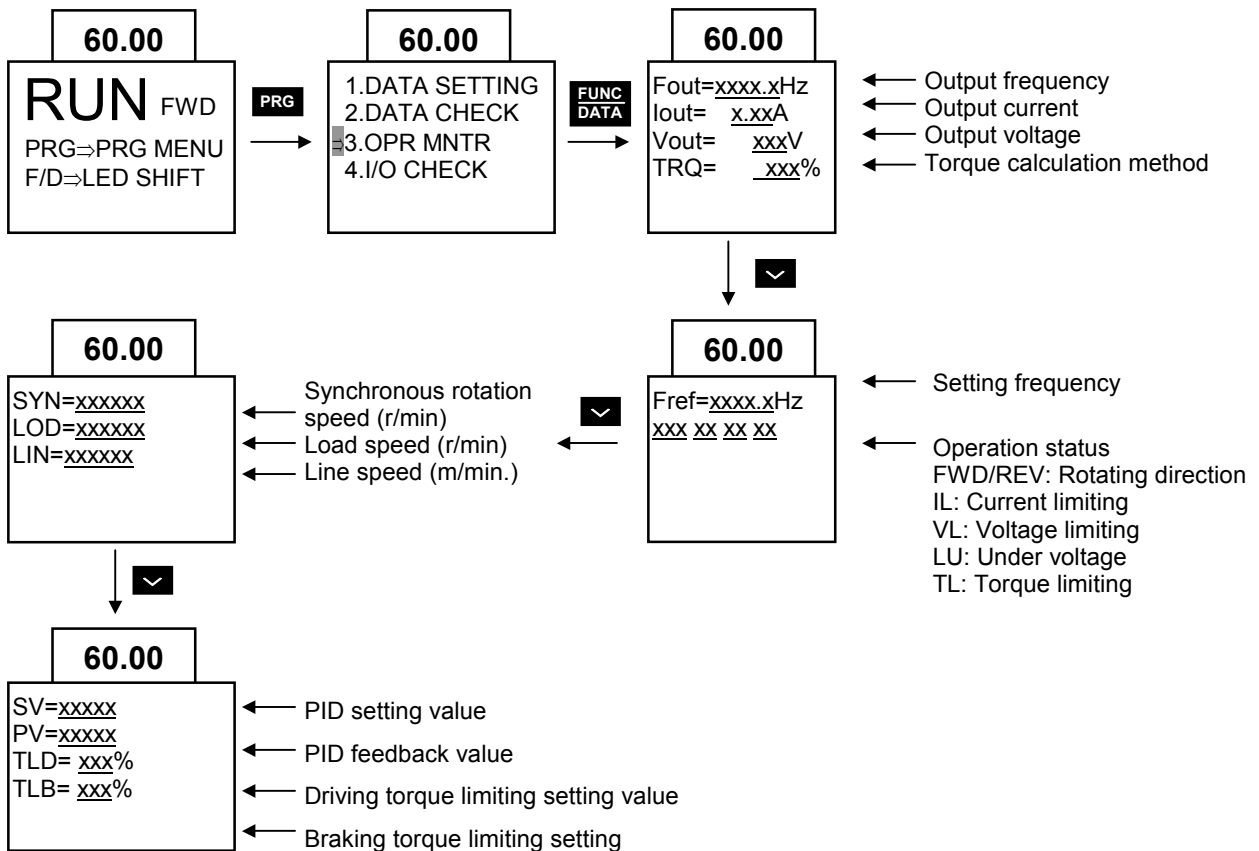 60.00
RUN FWD
PRG⇒PRG MENU
F/D⇒LED SHIFT
PRG
60.00
1.DATA SETTING
2.DATA CHECK
⇒3.OPR MNTR
4.I/O CHECK
FUNC
DATA
60.00
Fout=xxxx.xHz
Iout= x.xxA
Vout= xxxV
TRQ= xxx%
Output frequency
Output current
Output voltage
Torque calculation method
60.00
Fref=xxxx.xHz
xxx xx xx xx
Setting frequency
Operation status
FWD/REV: Rotating direction
IL: Current limiting
VL: Voltage limiting
LU: Under voltage
TL: Torque limiting
60.00
SYN=xxxxxx
LOD=xxxxxx
LIN=xxxxxx
Synchronous rotation
speed (r/min)
Load speed (r/min)
Line speed (m/min.)
60.00
SV=xxxxx
PV=xxxxx
TLD= xxx%
TLB= xxx%
PID setting value
PID feedback value
Driving torque limiting setting value
Braking torque limiting setting